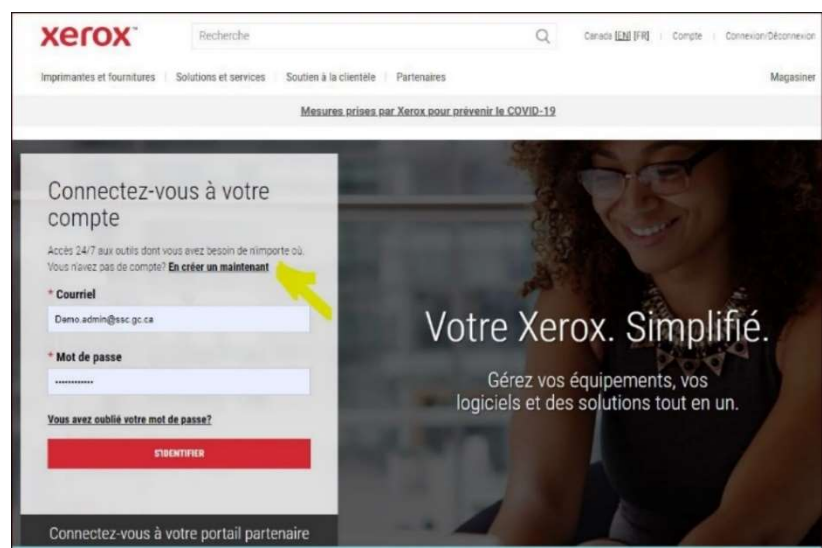 xerox™
Recherche
Canada [EN] [FR] | Compte | Connexion/Déconnexion
Imprimantes et fournitures | Solutions et services | Soutien à la clientèle | Partenaires
Magasiner
Mesures prises par Xerox pour prévenir le COVID-19
Connectez-vous à votre
compte
Accès 24/7 aux outils dont vous avez besoin de n'importe où.
Vous n'avez pas de compte? En créer un maintenant
* Courriel
Demo.admin@ssc.gc.ca
* Mot de passe
••••••••••••
Vous avez oublié votre mot de passe?
S'IDENTIFIER
Connectez-vous à votre portail partenaire
Votre Xerox. Simplifié.
Gérez vos équipements, vos
logiciels et des solutions tout en un.